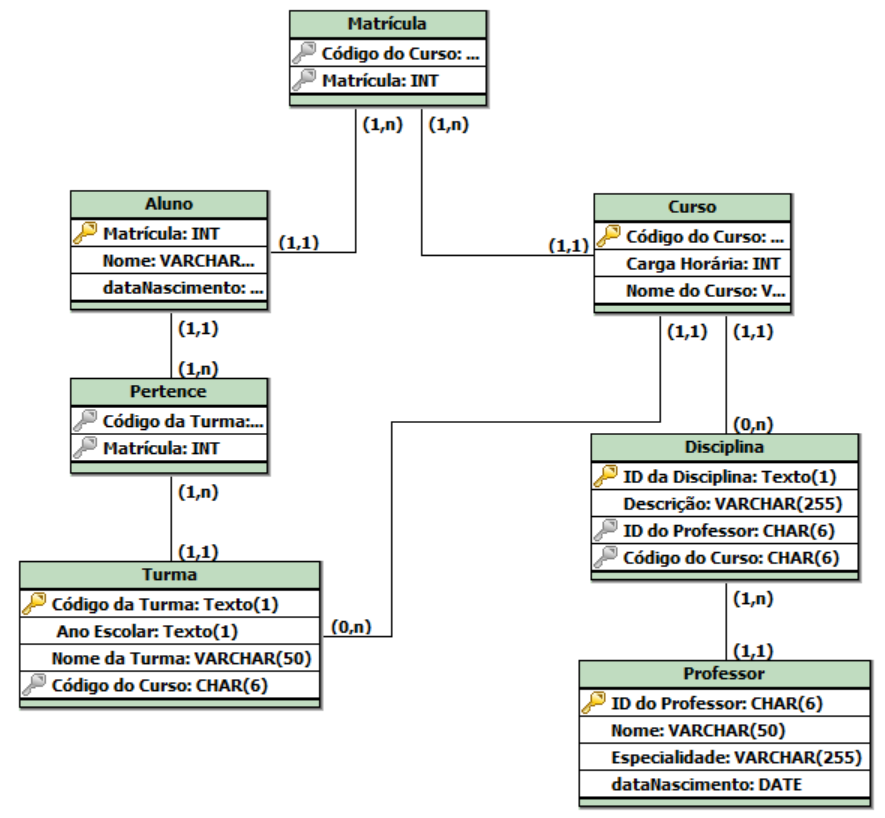 Matrícula
Código do Curso: ...
Matrícula: INT
(1,n)
(1,n)
Aluno
Matrícula: INT
Nome: VARCHAR...
dataNascimento: ...
(1,1)
(1,1)
Curso
Código do Curso: ...
Carga Horária: INT
Nome do Curso: V...
(1,1)
(1,n)
(1,1)
(1,1)
Pertence
Código da Turma:...
Matrícula: INT
(1,n)
(1,1)
(0,n)
Disciplina
ID da Disciplina: Texto(1)
Descrição: VARCHAR(255)
ID do Professor: CHAR(6)
Código do Curso: CHAR(6)
Turma
Código da Turma: Texto(1)
Ano Escolar: Texto(1)
Nome da Turma: VARCHAR(50)
Código do Curso: CHAR(6)
(0,n)
(1,n)
(1,1)
Professor
ID do Professor: CHAR(6)
Nome: VARCHAR(50)
Especialidade: VARCHAR(255)
dataNascimento: DATE